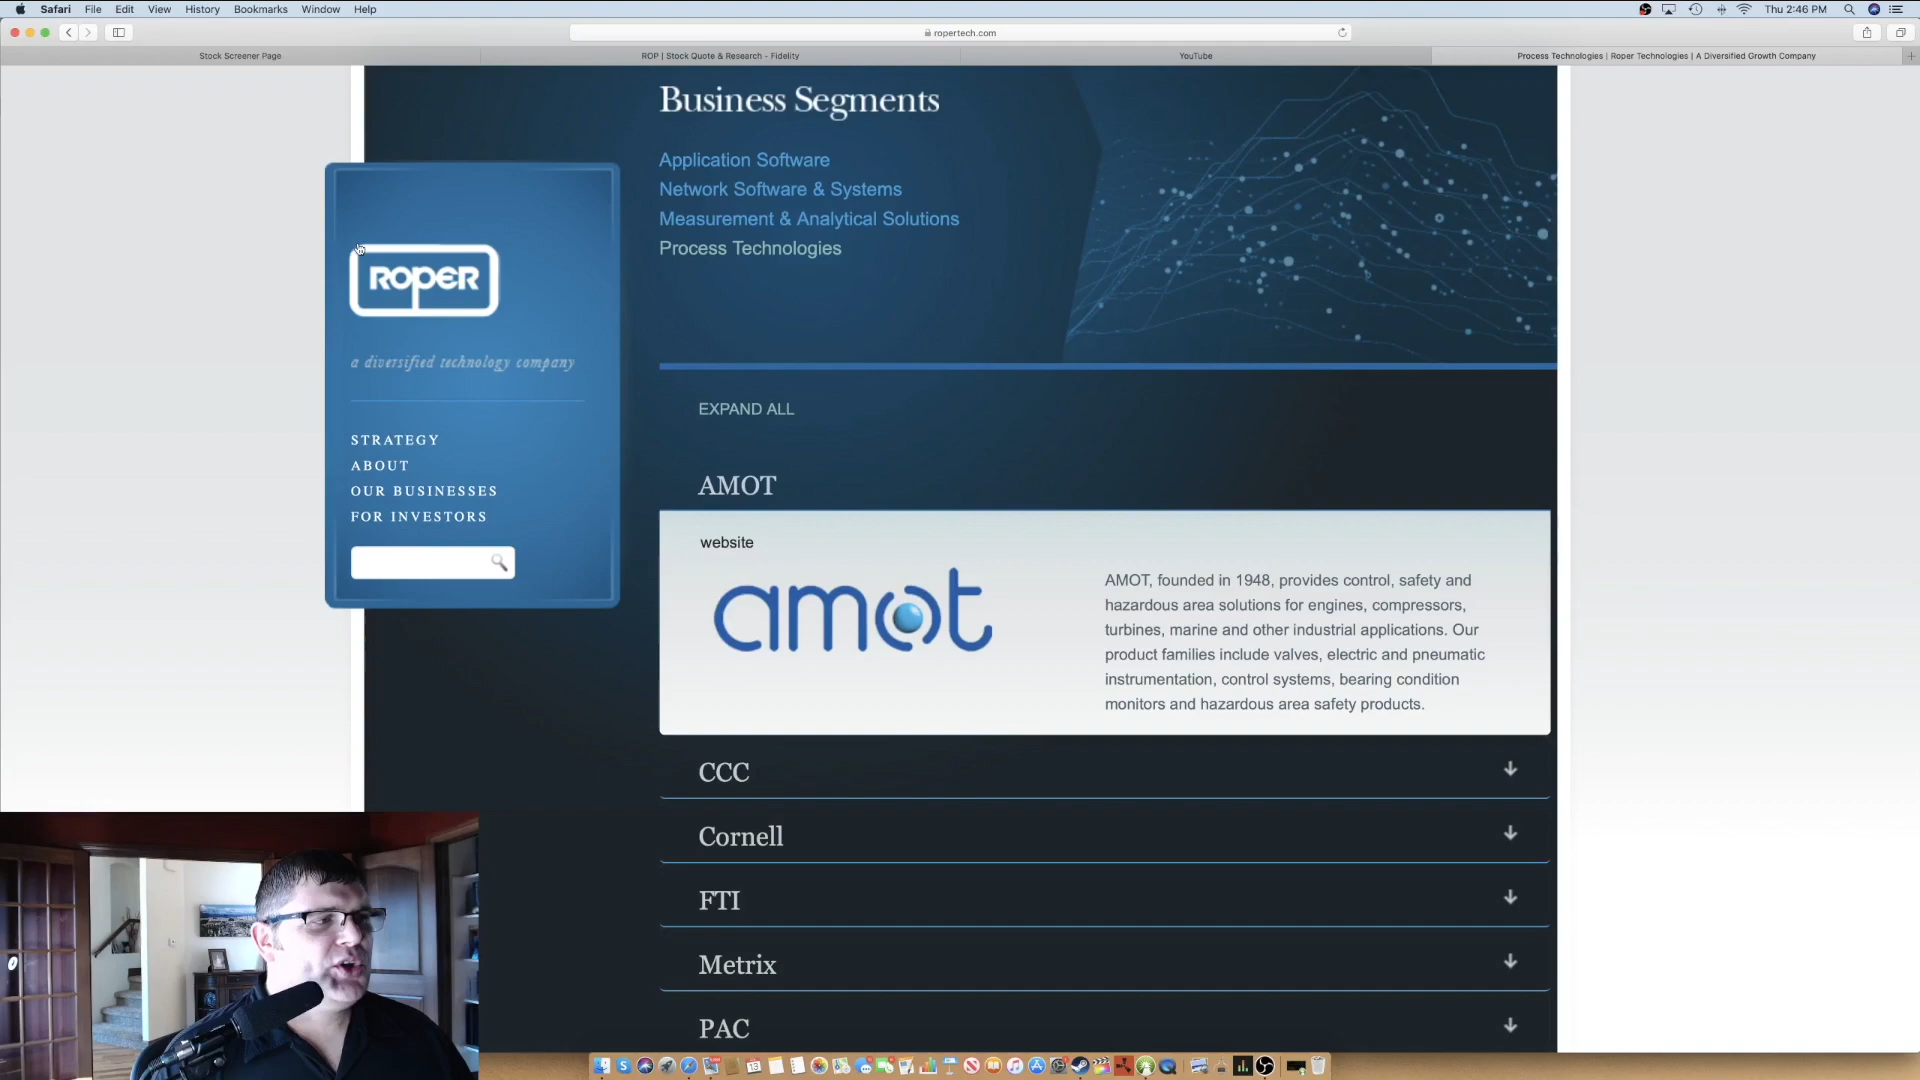 Safari File Edit View History Bookmarks Window Help
Thu 2:46 PM
ropertech.com
Stock Screener Page
ROP | Stock Quote & Research - Fidelity
YouTube
Process Technologies | Roper Technologies | A Diversified Growth Company
Business Segments
Application Software
Network Software & Systems
Measurement & Analytical Solutions
Process Technologies
ROPER
a diversified technology company
STRATEGY
ABOUT
OUR BUSINESSES
FOR INVESTORS
EXPAND ALL
AMOT
website
amot
AMOT, founded in 1948, provides control, safety and
hazardous area solutions for engines, compressors,
turbines, marine and other industrial applications. Our
product families include valves, electric and pneumatic
instrumentation, control systems, bearing condition
monitors and hazardous area safety products.
CCC
Cornell
FTI
Metrix
PAC